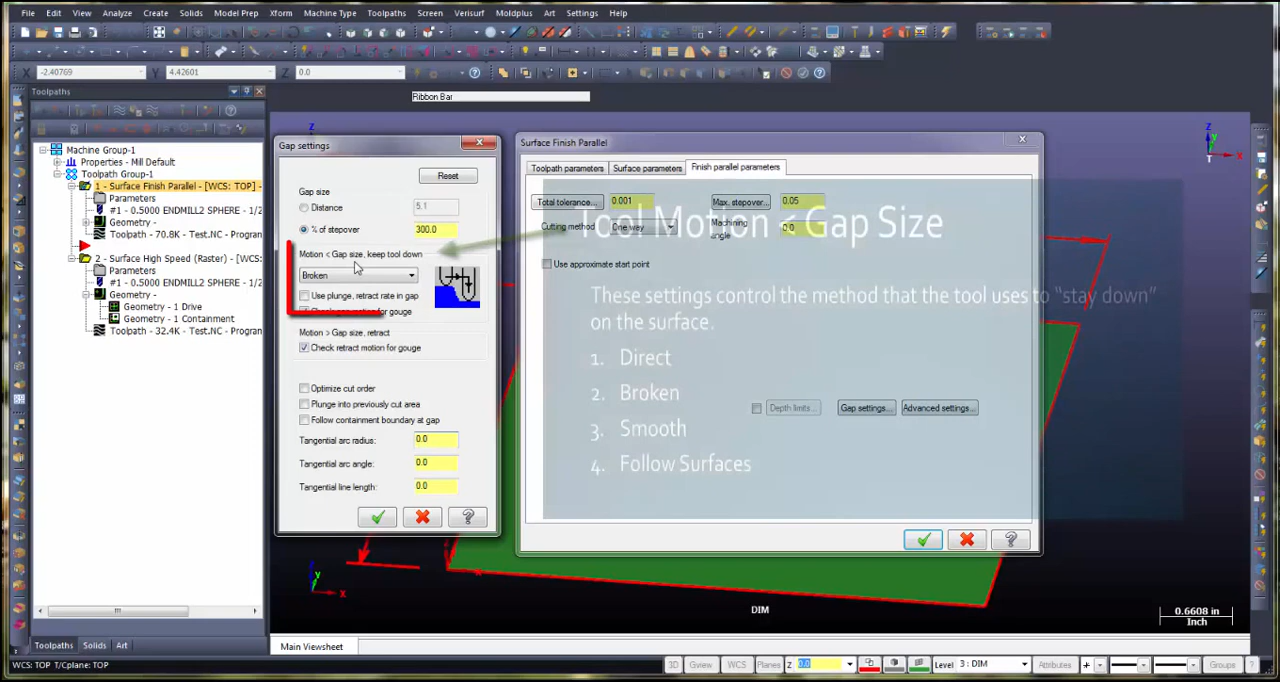 File Edit View Analyze Create Solids Model Prep Xform Machine Type Toolpaths Screen Verisurf Moldplus Art Settings Help
X -2.40769 Y 4.42601 Z 0.0
Ribbon Bar
Toolpaths
Machine Group-1
Properties - Mill Default
Toolpath Group-1
1 - Surface Finish Parallel - [WCS: TOP] -
Parameters
#1 - 0.5000 ENDMILL2 SPHERE - 1/2
Geometry -
Toolpath - 70.8K - Test.NC - Program
2 - Surface High Speed (Raster) - [WCS:
Parameters
#1 - 0.5000 ENDMILL2 SPHERE - 1/2
Geometry -
Geometry - 1 Drive
Geometry - 1 Containment
Toolpath - 32.4K - Test.NC - Program
Toolpaths Solids Art
Gap settings
Reset
Gap size
Distance 5.1
% of stepover 300.0
Motion < Gap size, keep tool down
Broken
Use plunge, retract rate in gap
Check gap motion for gouge
Motion > Gap size, retract
Check retract motion for gouge
Optimize cut order
Plunge into previously cut area
Follow containment boundary at gap
Tangential arc radius: 0.0
Tangential arc angle: 0.0
Tangential line length: 0.0
Surface Finish Parallel
Toolpath parameters Surface parameters Finish parallel parameters
Total tolerance... 0.001 Max. stepover... 0.05
Cutting method One way Machining angle 0.0
Use approximate start point
Depth limits... Gap settings... Advanced settings...
Tool Motion < Gap Size
These settings control the method that the tool uses to “stay down”
on the surface.
1. Direct
2. Broken
3. Smooth
4. Follow Surfaces
Z
Y
X
T
Y
X
DIM
0.6608 in
Inch
Main Viewsheet
WCS: TOP T/Cplane: TOP
3D Gview WCS Planes Z 0.0 Level 3 : DIM Attributes Groups ?